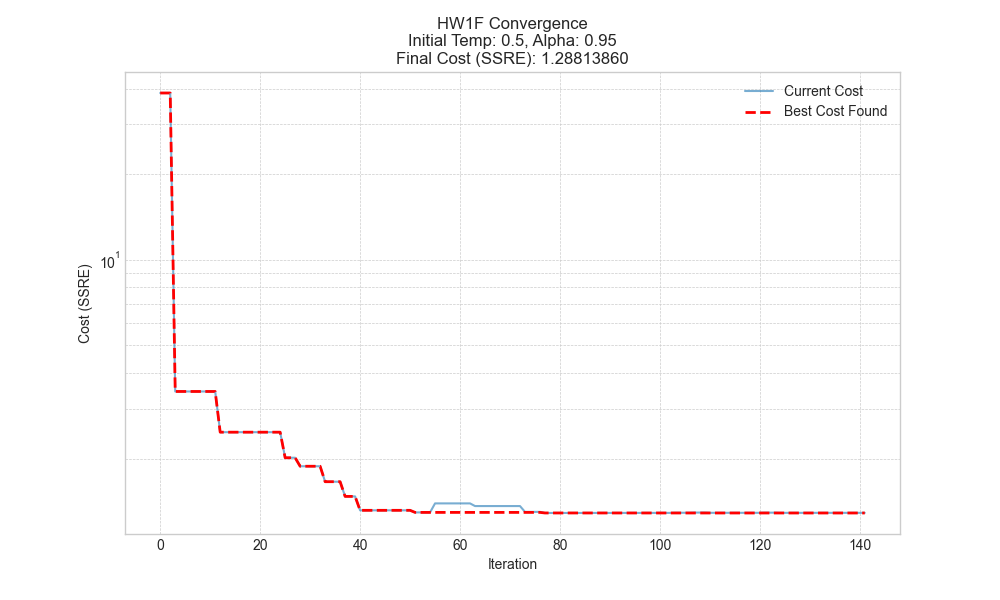 HW1F Convergence
Initial Temp: 0.5, Alpha: 0.95
Final Cost (SSRE): 1.28813860
Current Cost
Best Cost Found
10¹
Cost (SSRE)
0 20 40 60 80 100 120 140
Iteration